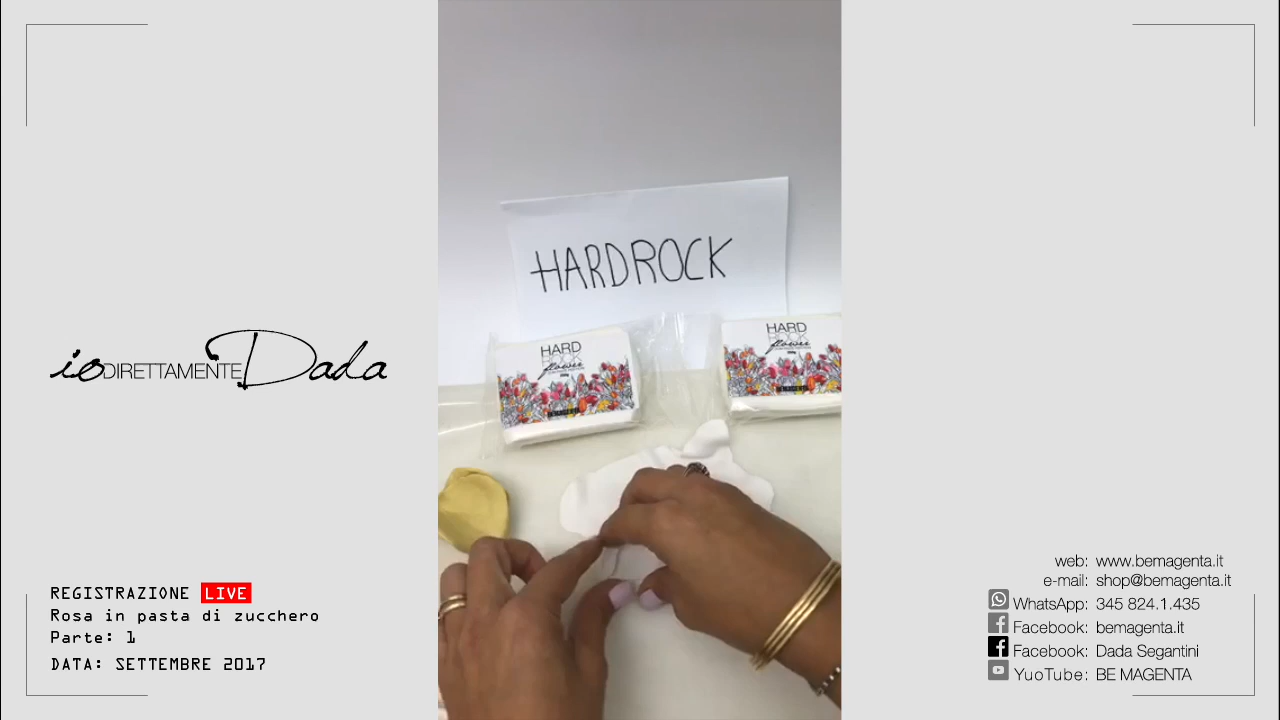 HARDROCK
HARD
ROCK
flower
HARD
ROCK
flower
io DIRETTAMENTE Dada
REGISTRAZIONE LIVE
Rosa in pasta di zucchero
Parte: 1
DATA: SETTEMBRE 2017
web: www.bemagenta.it
e-mail: shop@bemagenta.it
WhatsApp: 345 824.1.435
Facebook: bemagenta.it
Facebook: Dada Segantini
YuoTube: BE MAGENTA